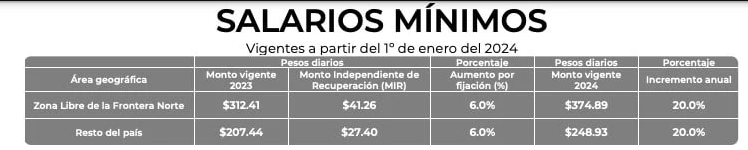 SALARIOS MÍNIMOS
Vigentes a partir del 1º de enero del 2024
Pesos diarios Porcentaje Pesos diarios Porcentaje
Área geográfica Monto vigente 2023 Monto Independiente de Recuperación (MIR) Aumento por fijación (%) Monto vigente 2024 Incremento anual
Zona Libre de la Frontera Norte $312.41 $41.26 6.0% $374.89 20.0%
Resto del país $207.44 $27.40 6.0% $248.93 20.0%